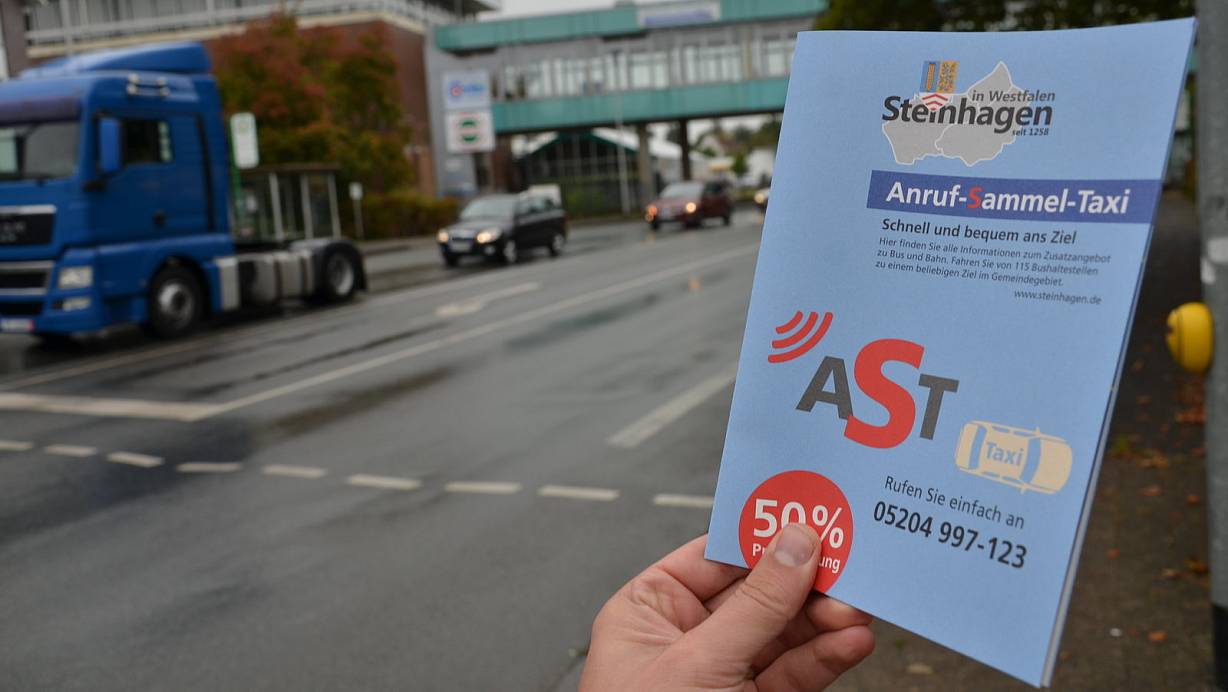 in Westfalen
Steinhagen
seit 1258
Anruf-Sammel-Taxi
Schnell und bequem ans Ziel
Hier finden Sie alle Informationen zum Zusatzangebot
zu Bus und Bahn. Fahren Sie von 115 Bushaltestellen
zu einem beliebigen Ziel im Gemeindegebiet.
www.steinhagen.de
AST
Taxi
50%
Rufen Sie einfach an
05204 997-123